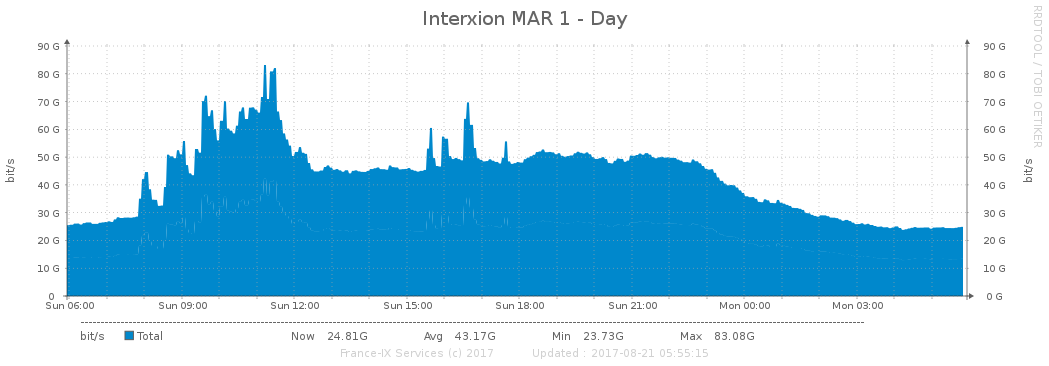 Interxion MAR 1 - Day
RRDTOOL / TOBI OETIKER
90 G 90 G
80 G 80 G
70 G 70 G
60 G 60 G
50 G 50 G
40 G 40 G
30 G 30 G
20 G 20 G
10 G 10 G
0 0 G
bit/s bit/s
Sun 06:00 Sun 09:00 Sun 12:00 Sun 15:00 Sun 18:00 Sun 21:00 Mon 00:00 Mon 03:00
bit/s Total Now 24.81G Avg 43.17G Min 23.73G Max 83.08G
France-IX Services (c) 2017 Updated : 2017-08-21 05:55:15